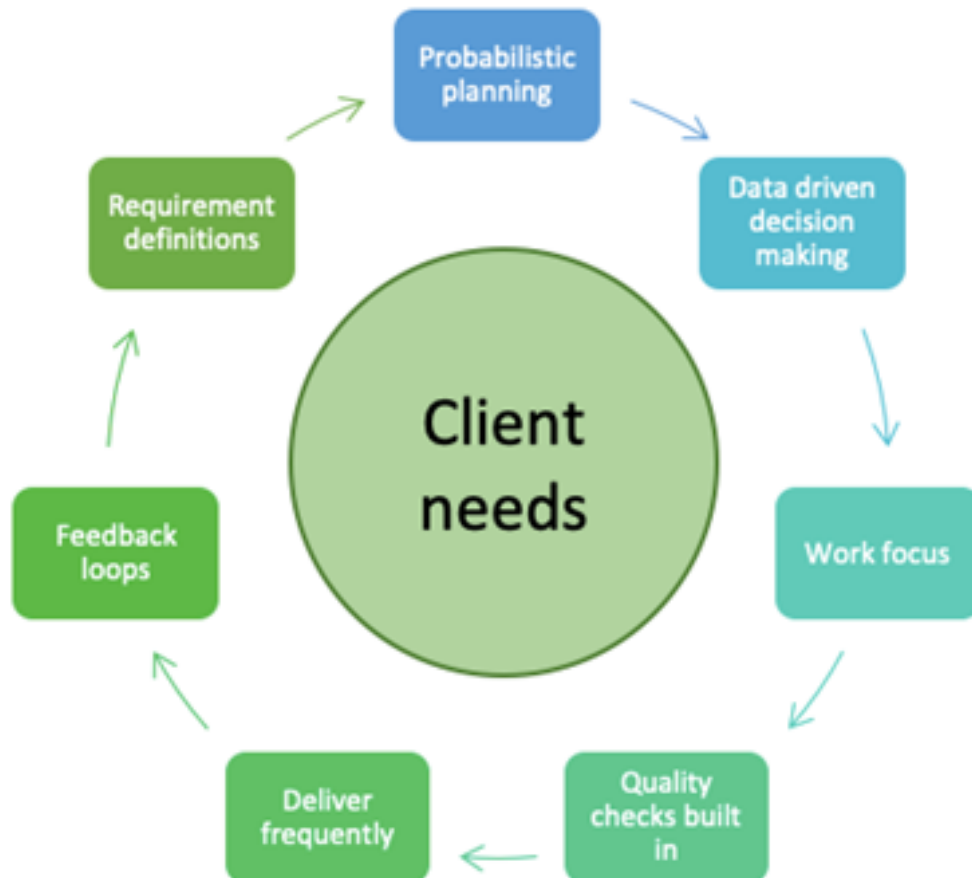 Probabilistic
planning
Data driven
decision
making
Work focus
Quality
checks built
in
Deliver
frequently
Feedback
loops
Requirement
definitions
Client
needs